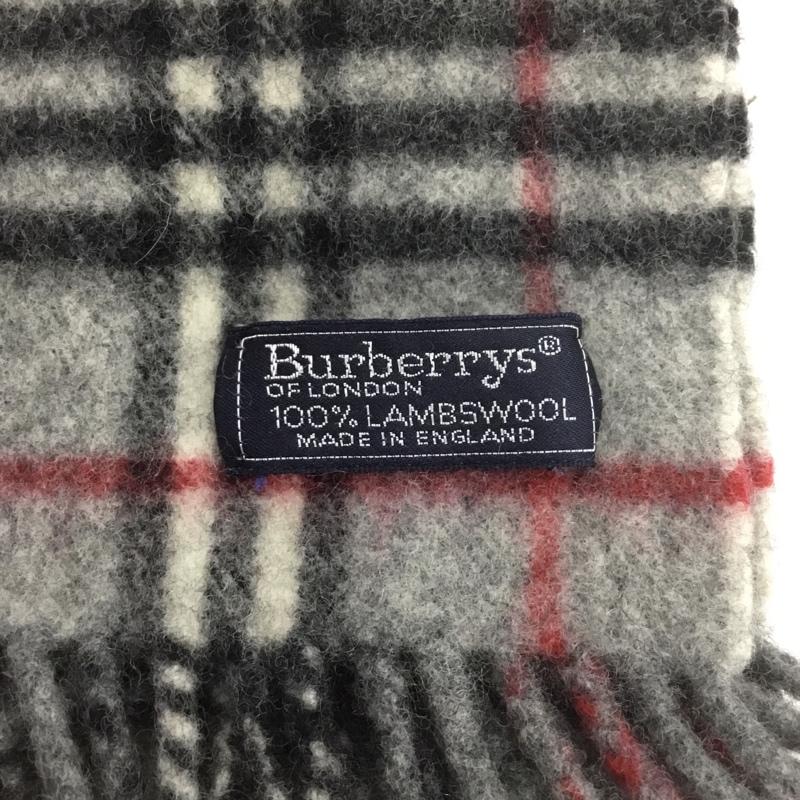 Burberrys®
OF LONDON
100% LAMBSWOOL
MADE IN ENGLAND